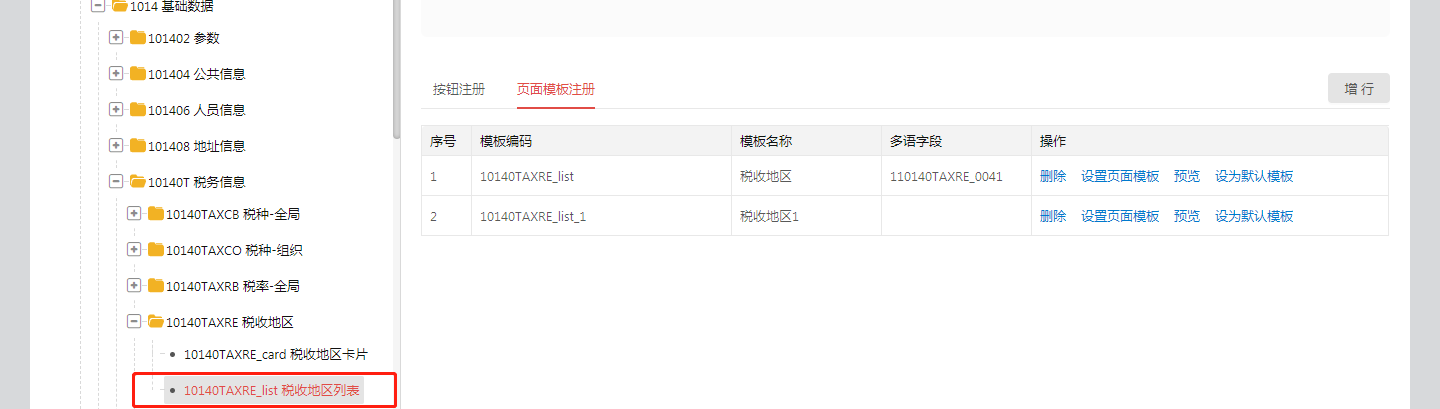 1014 基础数据
101402 参数
101404 公共信息
101406 人员信息
101408 地址信息
10140T 税务信息
10140TAXCB 税种-全局
10140TAXCO 税种-组织
10140TAXRB 税率-全局
10140TAXRE 税收地区
10140TAXRE_card 税收地区卡片
10140TAXRE_list 税收地区列表
按钮注册 页面模板注册 增 行
序号 模板编码 模板名称 多语字段 操作
1 10140TAXRE_list 税收地区 110140TAXRE_0041 删除 设置页面模板 预览 设为默认模板
2 10140TAXRE_list_1 税收地区1 删除 设置页面模板 预览 设为默认模板